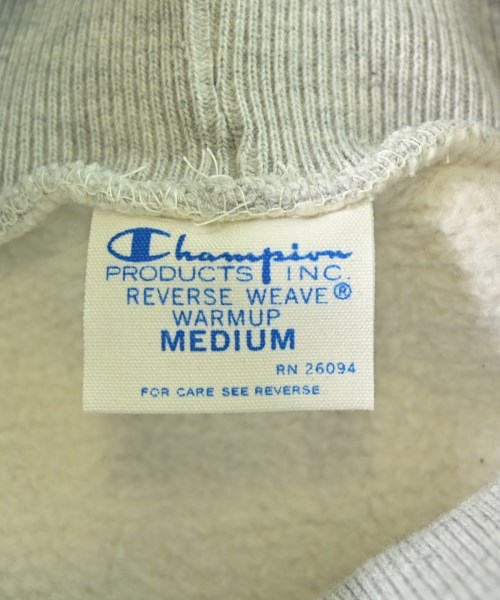 Champion
PRODUCTS INC.
REVERSE WEAVE®
WARMUP
MEDIUM
RN 26094
FOR CARE SEE REVERSE